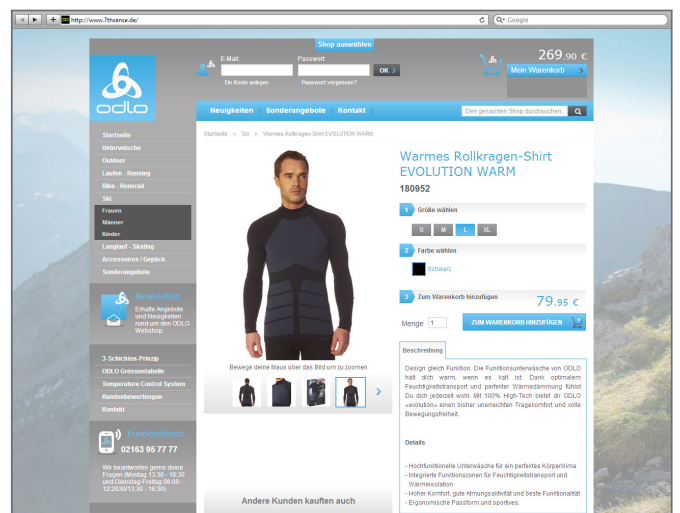 http://www.7thsense.de/
Google
Shop auswählen
E-Mail:
Passwort:
OK
Ein Konto anlegen
Passwort vergessen?
269.90 €
Mein Warenkorb
odlo
Neuigkeiten
Sonderangebote
Kontakt
Den gesamten Shop durchsuchen..
Startseite > Ski > Warmes Rollkragen-Shirt EVOLUTION WARM
Startseite
Unterwäsche
Outdoor
Laufen - Running
Bike - Rennrad
Ski
Frauen
Männer
Kinder
Langlauf - Skating
Accessoires / Gepäck
Sonderangebote
Newsletter
Erhalte Angebote
und Neuigkeiten
rund um den ODLO
Webshop.
3-Schichten-Prinzip
ODLO Grössentabelle
Temperature Control System
Kundenbewertungen
Kontakt
Kundendienst
02163 95 77 77
Wir beantworten gerne deine
Fragen (Montag 13:30 - 16:30
und Dienstag-Freitag 08:00 -
12:2030/13:30 - 16:30)
Bewege deine Maus über das Bild um zu zoomen
Andere Kunden kauften auch
Warmes Rollkragen-Shirt
EVOLUTION WARM
180952
1 Größe wählen
S M L XL
2 Farbe wählen
Schwarz
3 Zum Warenkorb hinzufügen
79.95 €
Menge 1
ZUM WARENKORB HINZUFÜGEN
Beschreibung
Design gleich Funktion. Die Funktionsunterwäsche von ODLO
hält dich warm, wenn es kalt ist. Dank optimalem
Feuchtigkeitstransport und perfekter Wärmedämmung fühlst
Du dich jederzeit wohl. Mit 100% High-Tech bietet dir ODLO
«evolution» einen bisher unerreichten Tragekomfort und volle
Bewegungsfreiheit.
Details
- Hochfunktionelle Unterwäsche für ein perfektes Körperklima
- Integrierte Funktionszonen für Feuchtigkeitstransport und
Wärmeisolation
- Hoher Komfort, gute Atmungsaktivität und beste Funktionalität
- Ergonomische Passform und sportives.